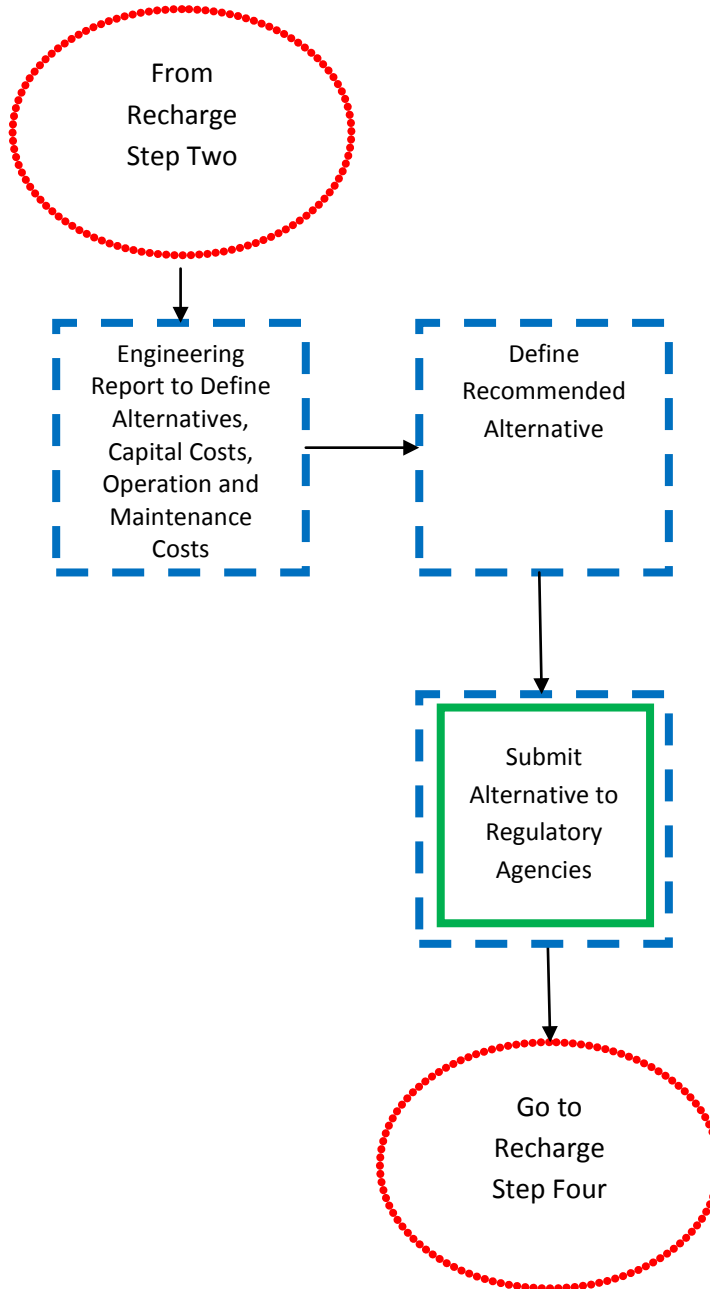 From
Recharge
Step Two
Engineering
Report to Define
Alternatives,
Capital Costs,
Operation and
Maintenance
Costs
Define
Recommended
Alternative
Submit
Alternative to
Regulatory
Agencies
Go to
Recharge
Step Four